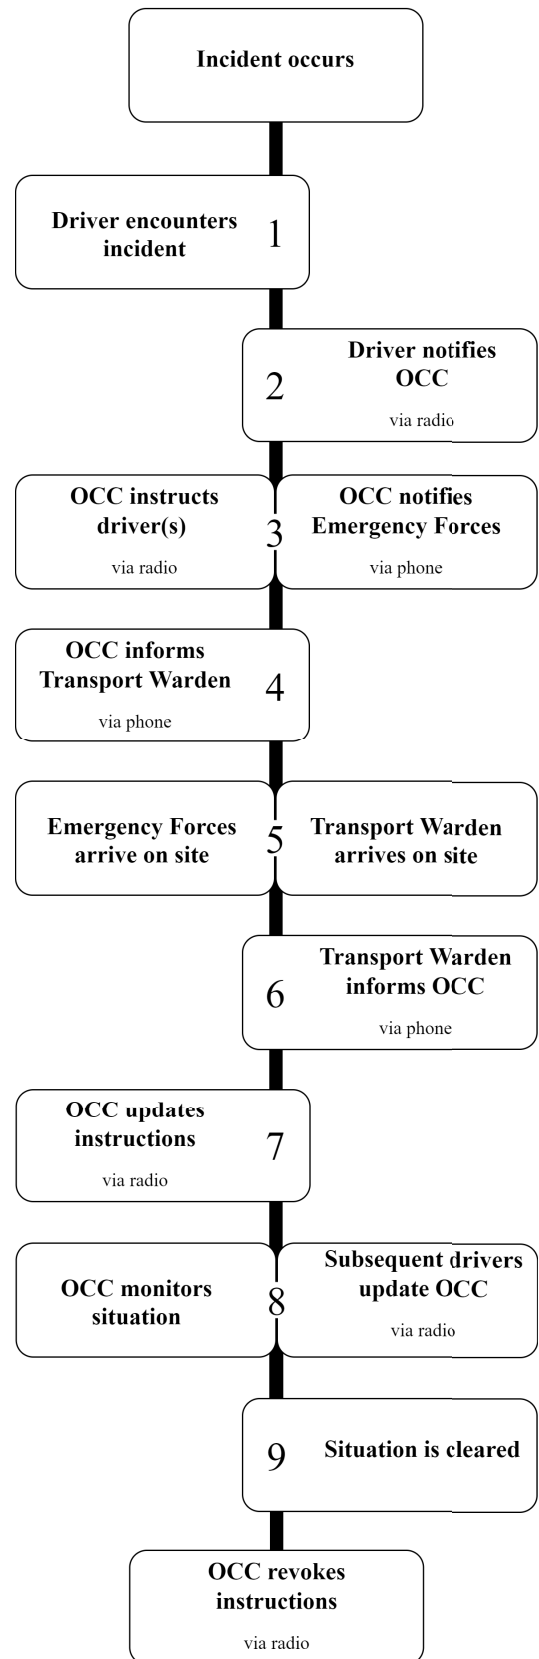 Incident occurs
Driver encounters
incident
1
2
Driver notifies
OCC
via radio
OCC instructs
driver(s)
via radio
3
OCC notifies
Emergency Forces
via phone
OCC informs
Transport Warden
via phone
4
Emergency Forces
arrive on site
5
Transport Warden
arrives on site
6
Transport Warden
informs OCC
via phone
OCC updates
instructions
via radio
7
OCC monitors
situation
8
Subsequent drivers
update OCC
via radio
9
Situation is cleared
OCC revokes
instructions
via radio